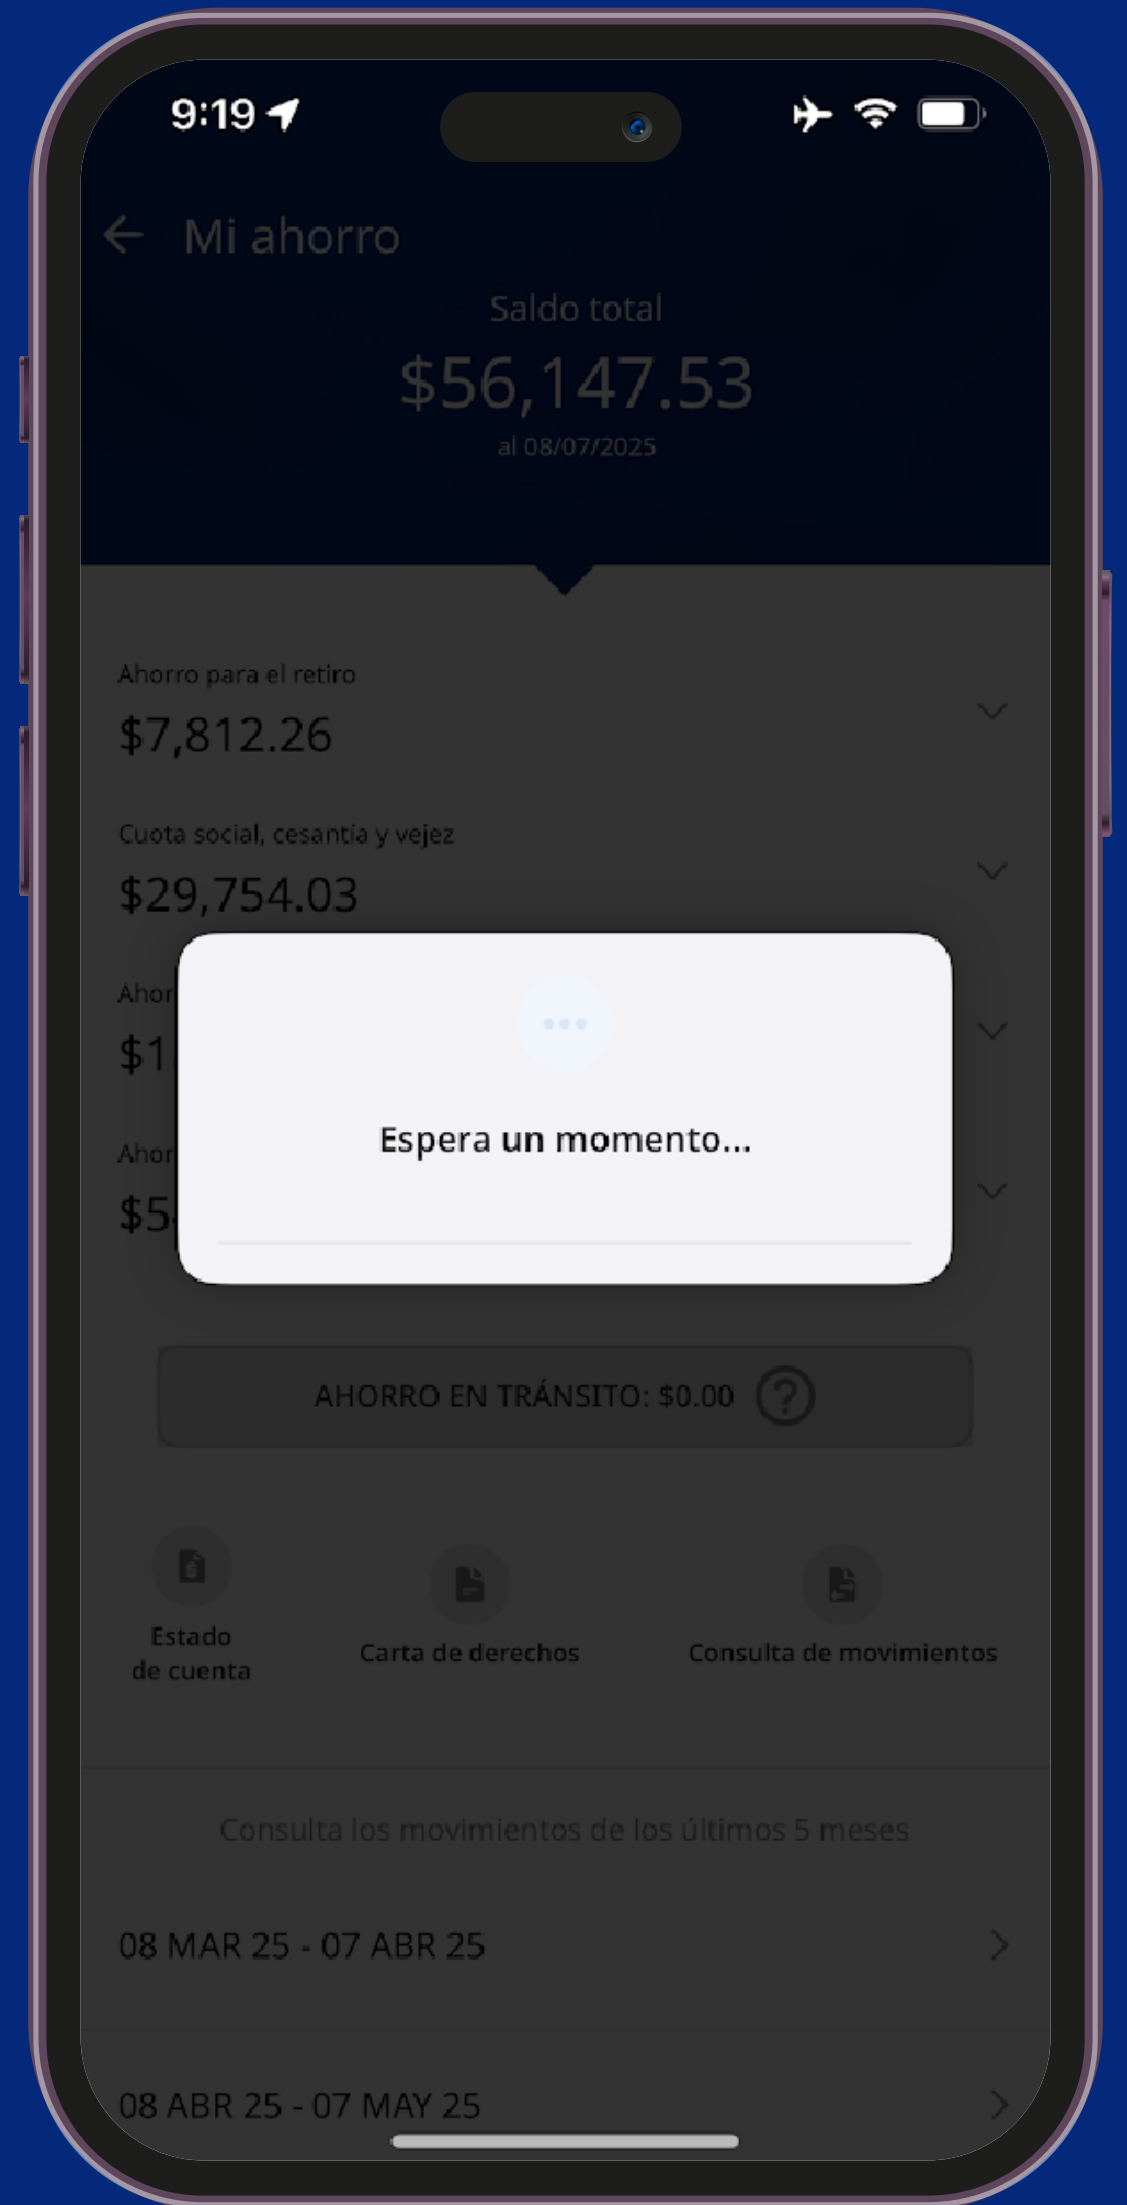 9:19
Mi ahorro
Saldo total
$56,147.53
al 08/07/2025
Ahorro para el retiro
$7,812.26
Cuota social, cesantía y vejez
$29,754.03
Espera un momento...
AHORRO EN TRÁNSITO: $0.00
Estado
de cuenta
Carta de derechos
Consulta de movimientos
Consulta los movimientos de los últimos 5 meses
08 MAR 25 - 07 ABR 25
08 ABR 25 - 07 MAY 25